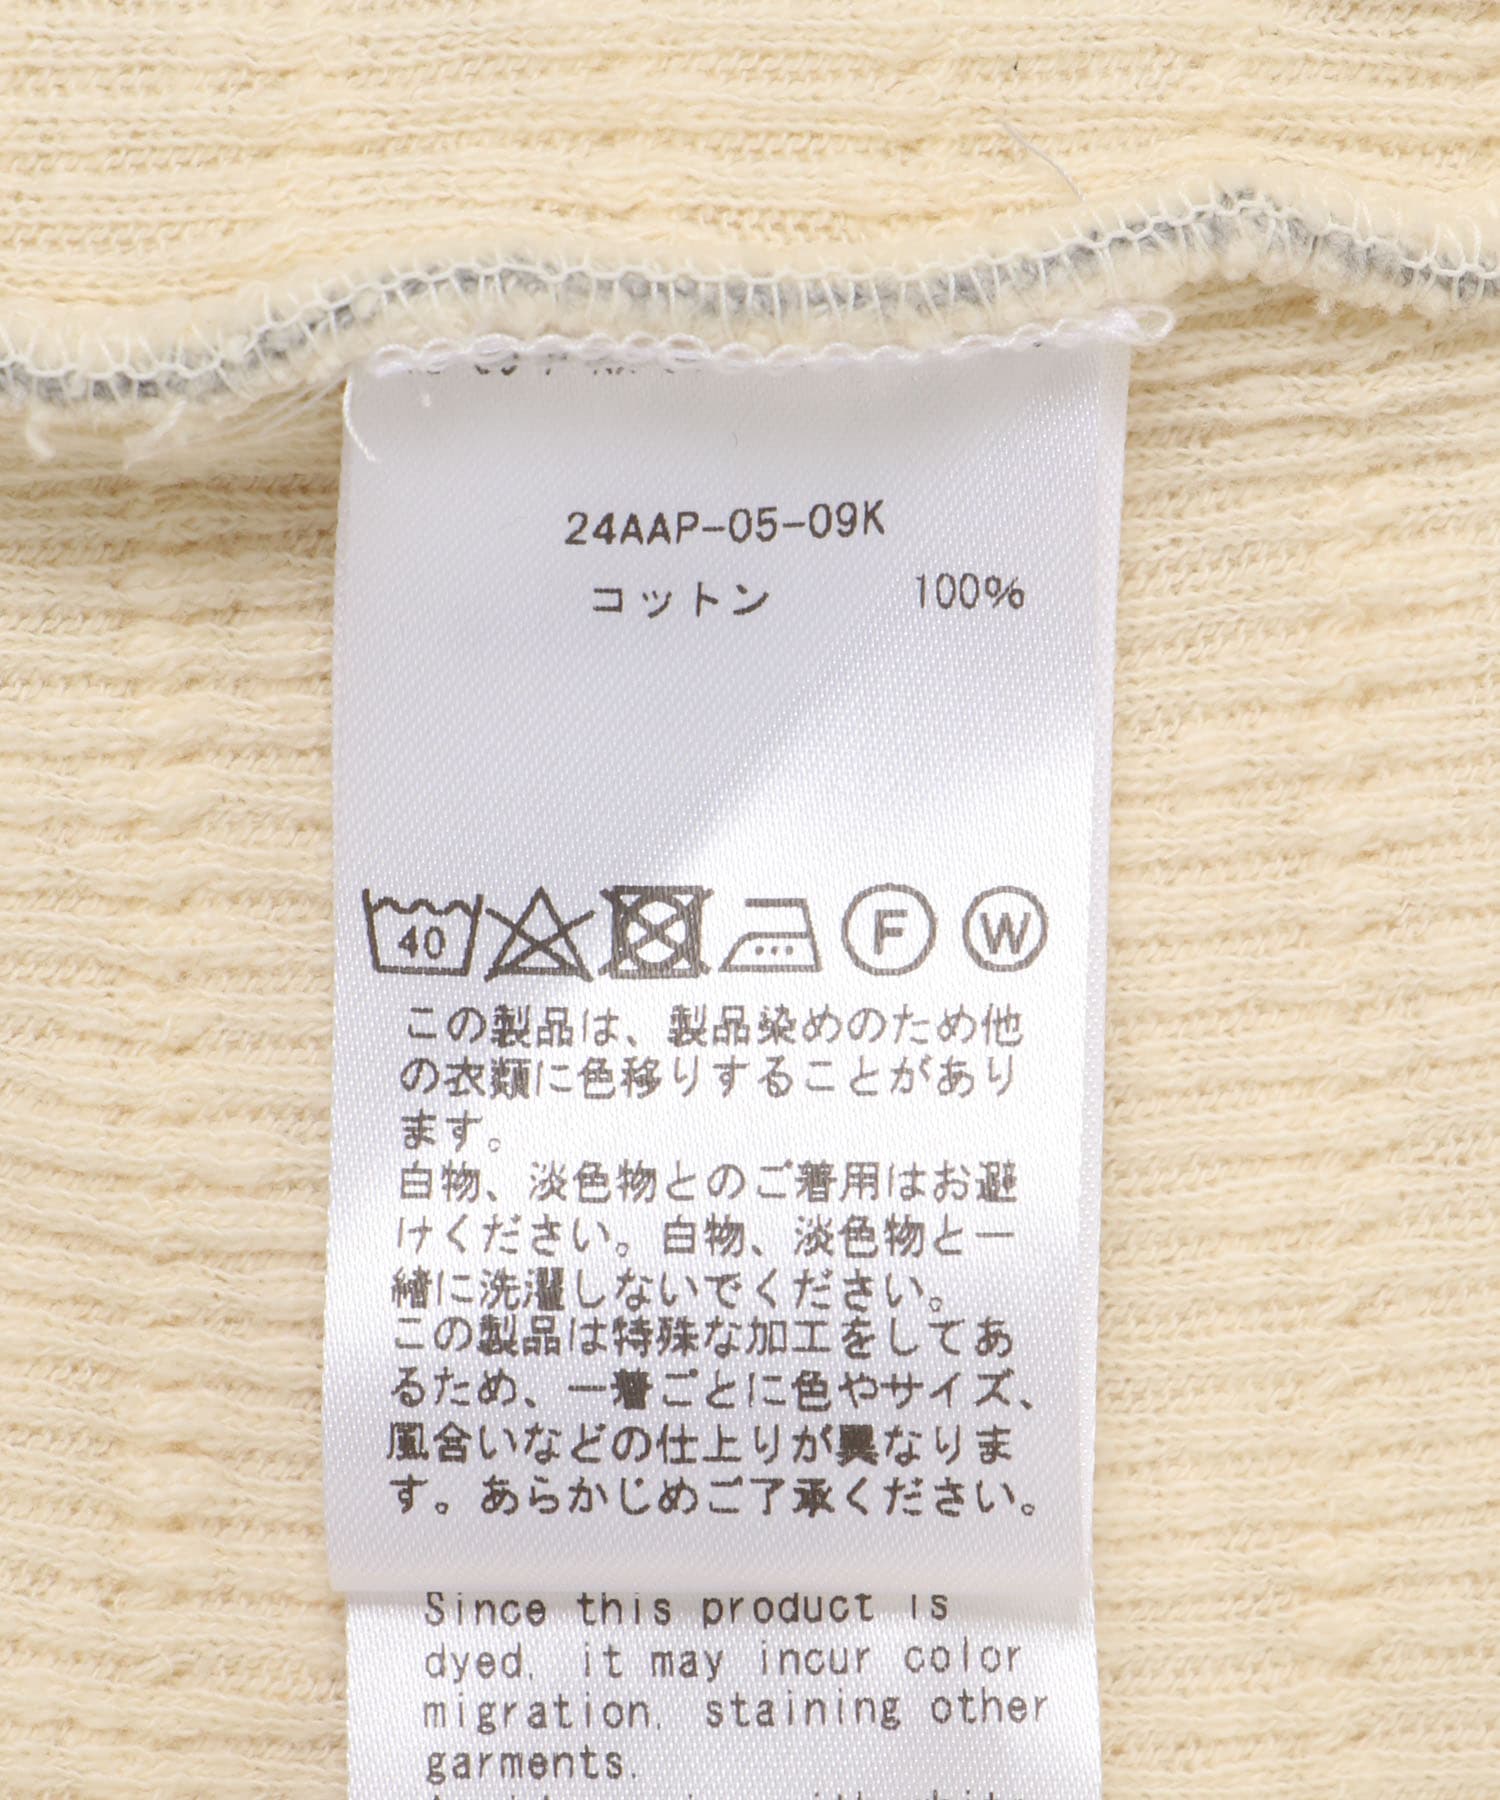 24AAP-05-09K
コットン 100%
40 F W
この製品は、製品染めのため他
の衣類に色移りすることがあり
ます。
白物、淡色物とのご着用はお避
けください。白物、淡色物と一
緒に洗濯しないでください。
この製品は特殊な加工をしてあ
るため、一着ごとに色やサイズ、
風合いなどの仕上りが異なりま
す。あらかじめご了承ください。
Since this product is
dyed, it may incur color
migration, staining other
garments.